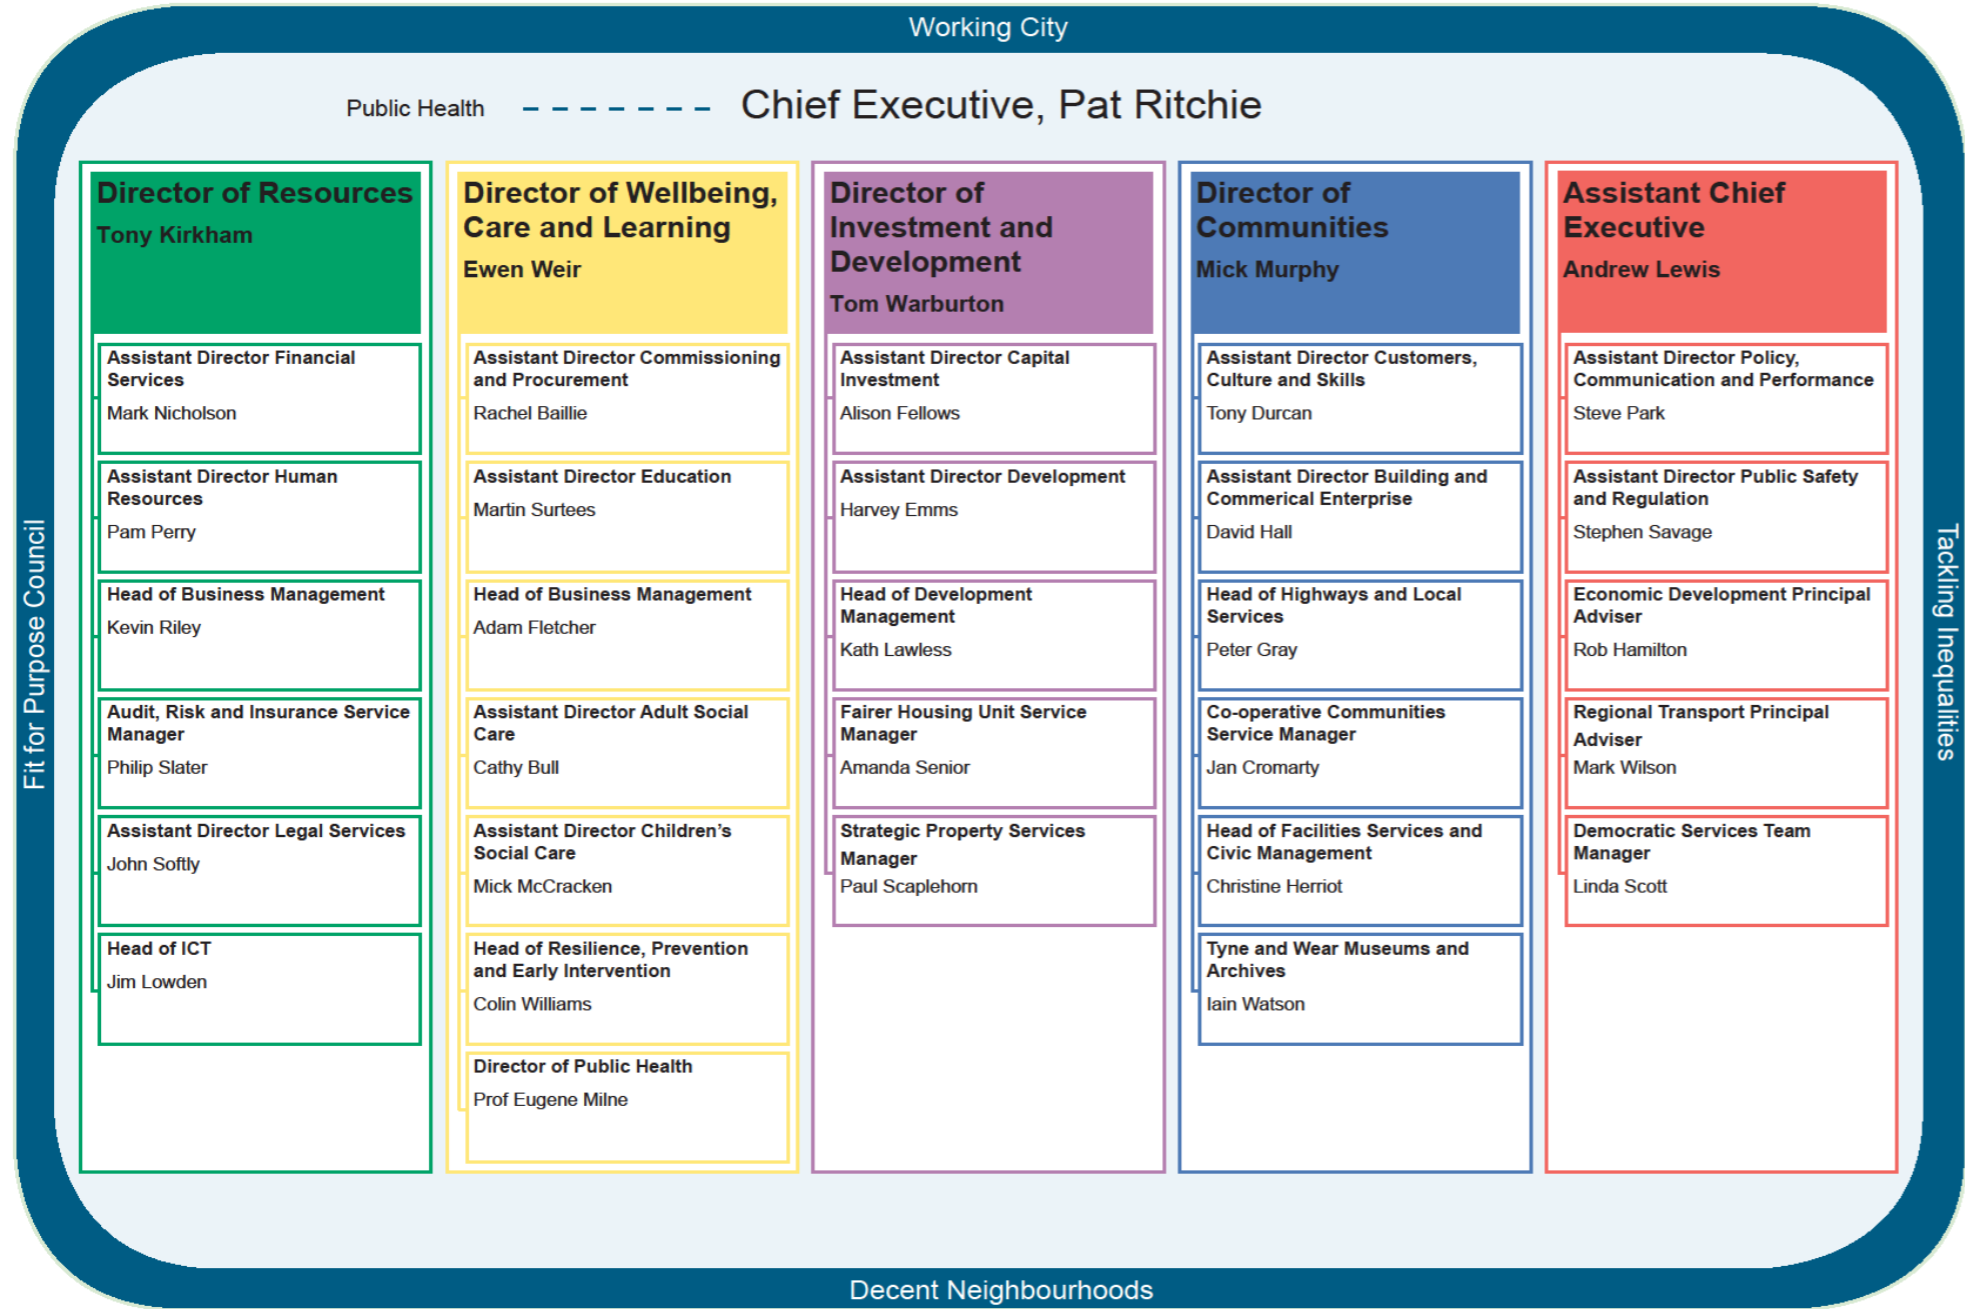 Working City
Public Health
Chief Executive, Pat Ritchie
Fit for Purpose Council
Director of Resources
Tony Kirkham
Assistant Director Financial
Services
Mark Nicholson
Assistant Director Human
Resources
Pam Perry
Head of Business Management
Kevin Riley
Audit, Risk and Insurance Service
Manager
Philip Slater
Assistant Director Legal Services
John Softly
Head of ICT
Jim Lowden
Director of Wellbeing,
Care and Learning
Ewen Weir
Assistant Director Commissioning
and Procurement
Rachel Baillie
Assistant Director Education
Martin Surtees
Head of Business Management
Adam Fletcher
Assistant Director Adult Social
Care
Cathy Bull
Assistant Director Children’s
Social Care
Mick McCracken
Head of Resilience, Prevention
and Early Intervention
Colin Williams
Director of Public Health
Prof Eugene Milne
Director of
Investment and
Development
Tom Warburton
Assistant Director Capital
Investment
Alison Fellows
Assistant Director Development
Harvey Emms
Head of Development
Management
Kath Lawless
Fairer Housing Unit Service
Manager
Amanda Senior
Strategic Property Services
Manager
Paul Scaplehorn
Director of
Communities
Mick Murphy
Assistant Director Customers,
Culture and Skills
Tony Durcan
Assistant Director Building and
Commerical Enterprise
David Hall
Head of Highways and Local
Services
Peter Gray
Co-operative Communities
Service Manager
Jan Cromarty
Head of Facilities Services and
Civic Management
Christine Herriot
Tyne and Wear Museums and
Archives
Iain Watson
Assistant Chief
Executive
Andrew Lewis
Assistant Director Policy,
Communication and Performance
Steve Park
Assistant Director Public Safety
and Regulation
Stephen Savage
Economic Development Principal
Adviser
Rob Hamilton
Regional Transport Principal
Adviser
Mark Wilson
Democratic Services Team
Manager
Linda Scott
Tackling Inequalities
Decent Neighbourhoods